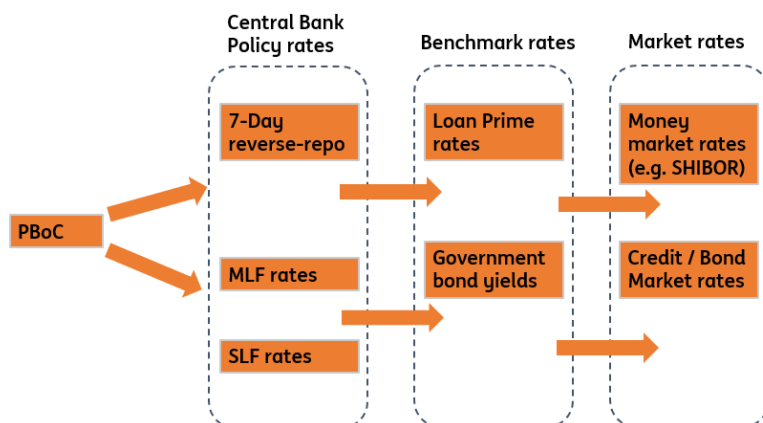 Central Bank
Policy rates
Benchmark rates
Market rates
7-Day
reverse-repo
Loan Prime
rates
Money
market rates
(e.g. SHIBOR)
PBoC
MLF rates
Government
bond yields
Credit / Bond
Market rates
SLF rates